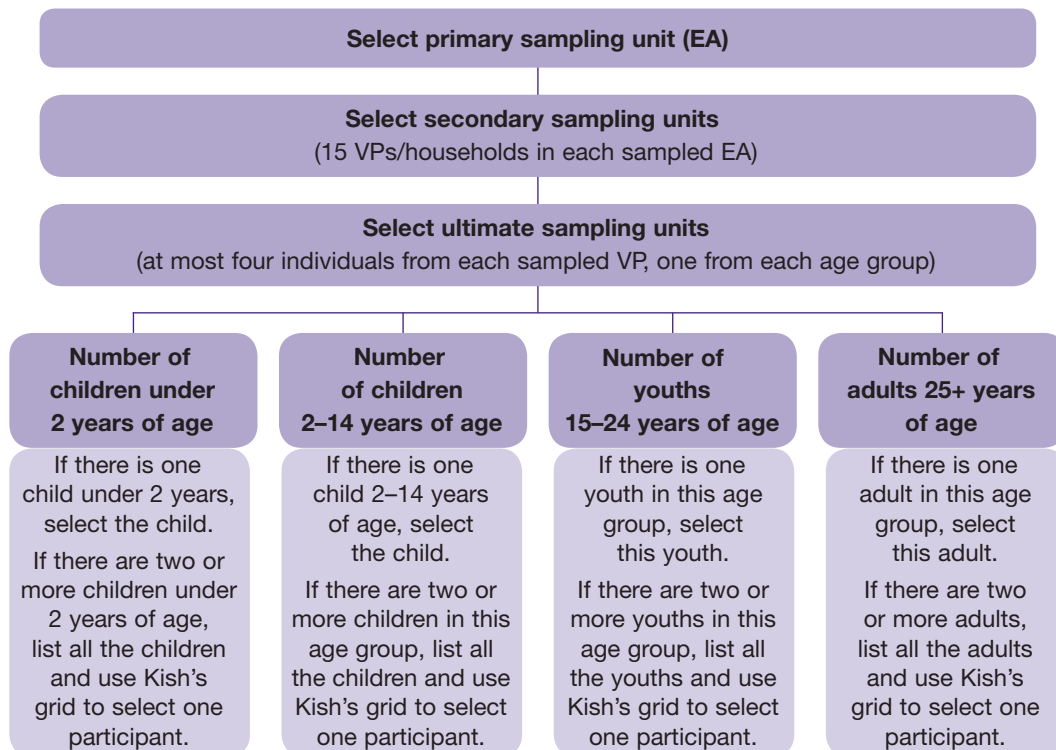 Select primary sampling unit (EA)
Select secondary sampling units
(15 VPs/households in each sampled EA)
Select ultimate sampling units
(at most four individuals from each sampled VP, one from each age group)
Number of
children under
2 years of age
If there is one
child under 2 years,
select the child.
If there are two or
more children under
2 years of age,
list all the children
and use Kish’s
grid to select one
participant.
Number
of children
2–14 years of age
If there is one
child 2–14 years
of age, select
the child.
If there are two or
more children in this
age group, list all
the children and use
Kish’s grid to select
one participant.
Number of
youths
15–24 years of age
If there is one
youth in this age
group, select
this youth.
If there are two or
more youths in this
age group, list all
the youths and use
Kish’s grid to select
one participant.
Number of
adults 25+ years
of age
If there is one
adult in this age
group, select
this adult.
If there are two
or more adults,
list all the adults
and use Kish’s
grid to select one
participant.